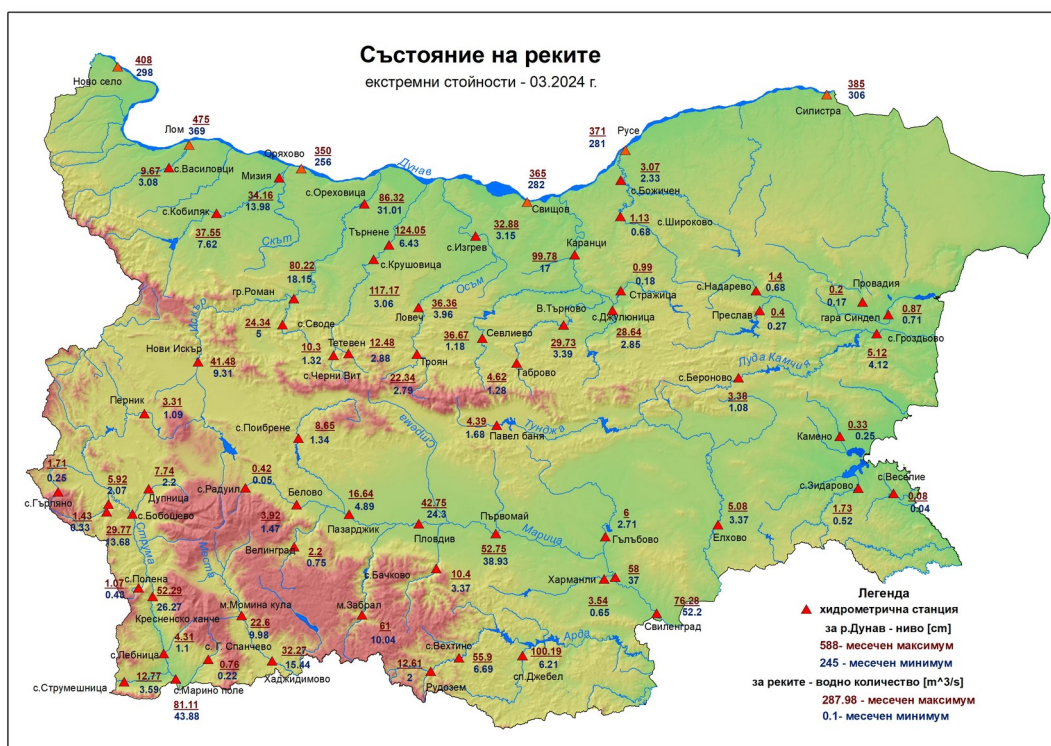 Състояние на реките
екстремни стойности - 03.2024 г.
408
298
Ново село
385
306
Силистра
475
369
Лом
371
281
Русе
350
256
Оряхово
Дунав
365
282
Свищов
9.67
3.08
с.Василовци
Мизия
34.16
13.98
с.Ореховица
86.32
31.01
3.07
2.33
с.Божичен
с.Кобиляк
37.55
7.62
Скът
Търнене
124.05
6.43
с.Изгрев
32.88
3.15
1.13
0.68
с.Широково
Каранци
99.78
17
с.Крушовица
117.17
3.06
80.22
18.15
гр.Роман
Искър
Осъм
36.36
3.96
Ловеч
0.99
0.18
Стражица
с.Надарево
1.4
0.68
Провадия
0.2
0.17
Преслав
0.4
0.27
гара Синдел
0.87
0.71
с.Гроздьово
5.12
4.12
24.34
5
с.Своде
В.Търново
29.73
3.39
с.Джулюница
28.64
2.85
Севлиево
36.67
1.18
Нови Искър
41.48
9.31
10.3
1.32
с.Черни Вит
Тетевен
12.48
2.88
Троян
22.34
2.79
Габрово
4.62
1.28
Луда Камчия
с.Бероново
3.38
1.08
Перник
3.31
1.09
с.Поибрене
8.65
1.34
Стряма
4.39
1.68
Павел баня
Тунджа
Камено
0.33
0.25
1.71
0.25
с.Гърляно
5.92
2.07
7.74
2.2
Дупница
с.Радуил
0.42
0.05
Белово
3.92
1.47
16.64
4.89
Пазарджик
42.75
24.3
Пловдив
Първомай
52.75
38.93
Марица
6
2.71
Гълъбово
5.08
3.37
Елхово
с.Зидарово
1.73
0.52
с.Веселие
0.08
0.04
1.43
0.33
с.Бобошево
29.77
13.68
Струма
Места
Велинград
2.2
0.75
с.Бачково
10.4
3.37
Харманли
3.54
0.65
58
37
76.28
52.2
Свиленград
с.Полена
1.07
0.43
52.29
26.27
Кресненско ханче
м.Момина кула
22.6
9.98
м.Забрал
61
10.04
4.31
1.1
с.Лебница
с. Г. Спанчево
0.76
0.22
32.27
15.44
Хаджидимово
с.Вехтино
55.9
6.69
Арда
100.19
6.21
сп.Джебел
12.61
2
Рудозем
12.77
3.59
с.Струмешница
с.Марино поле
81.11
43.88
Легенда
хидрометрична станция
за р.Дунав - ниво [cm]
588- месечен максимум
245 - месечен минимум
за реките - водно количество [m^3/s]
287.98 - месечен максимум
0.1- месечен минимум